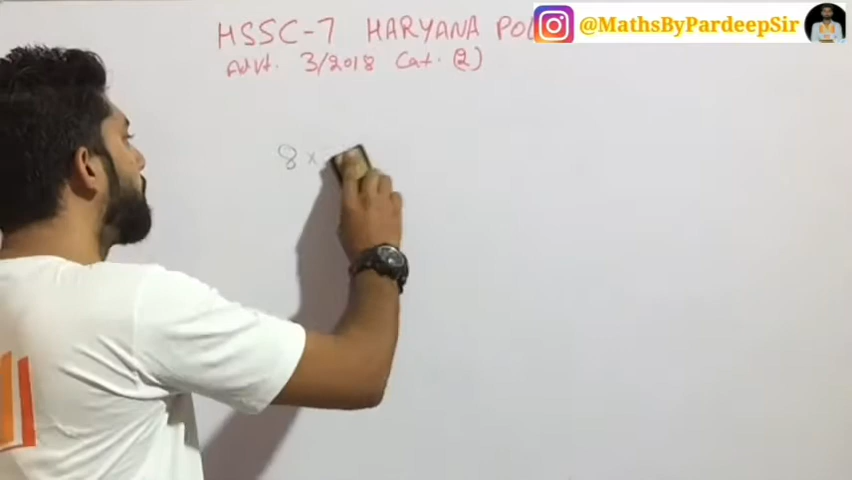 HSSC-7 HARYANA PO
@MathsByPardeepSir
Advt. 3/2018 Cat. (2)
8 ×